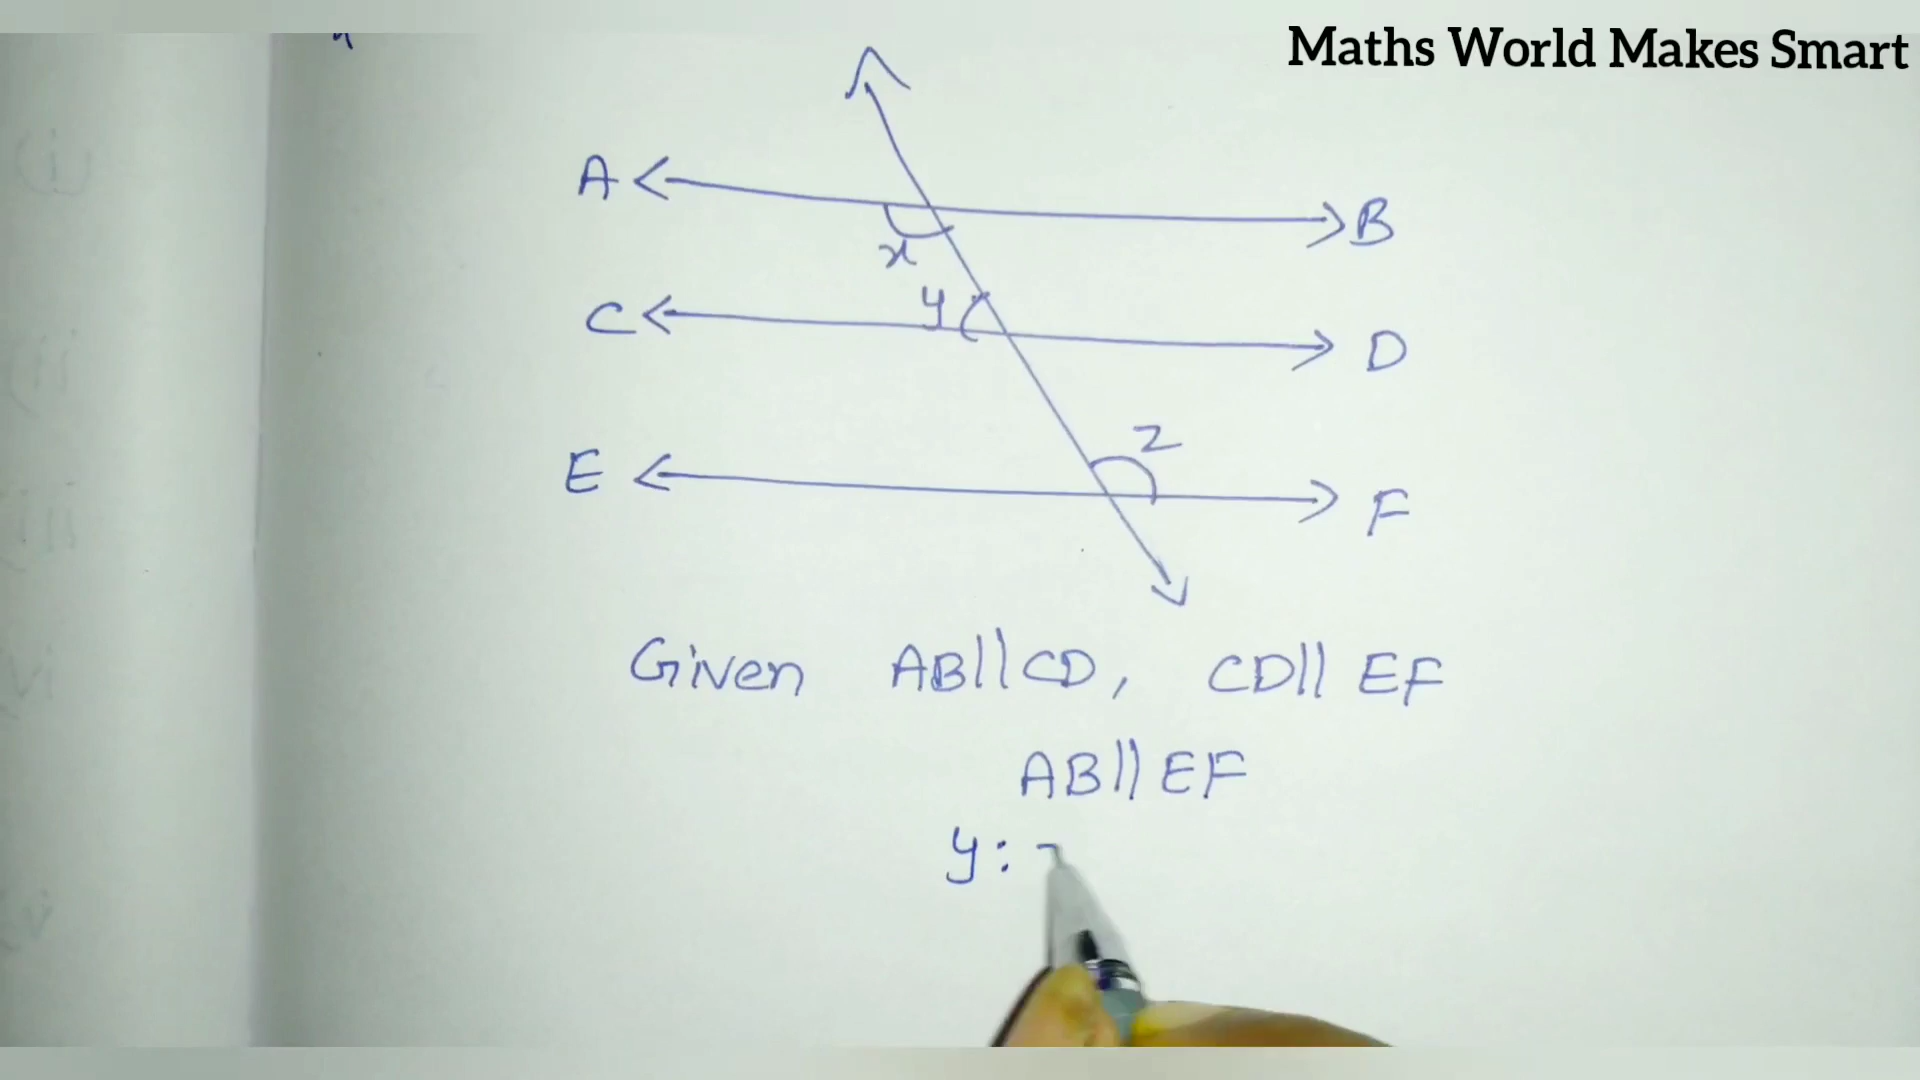 Maths World Makes Smart
A B
x
y
C D
z
E F
Given AB||CD, CD|| EF
AB|| EF
y: